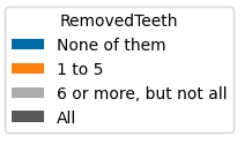 RemovedTeeth
None of them
1 to 5
6 or more, but not all
All